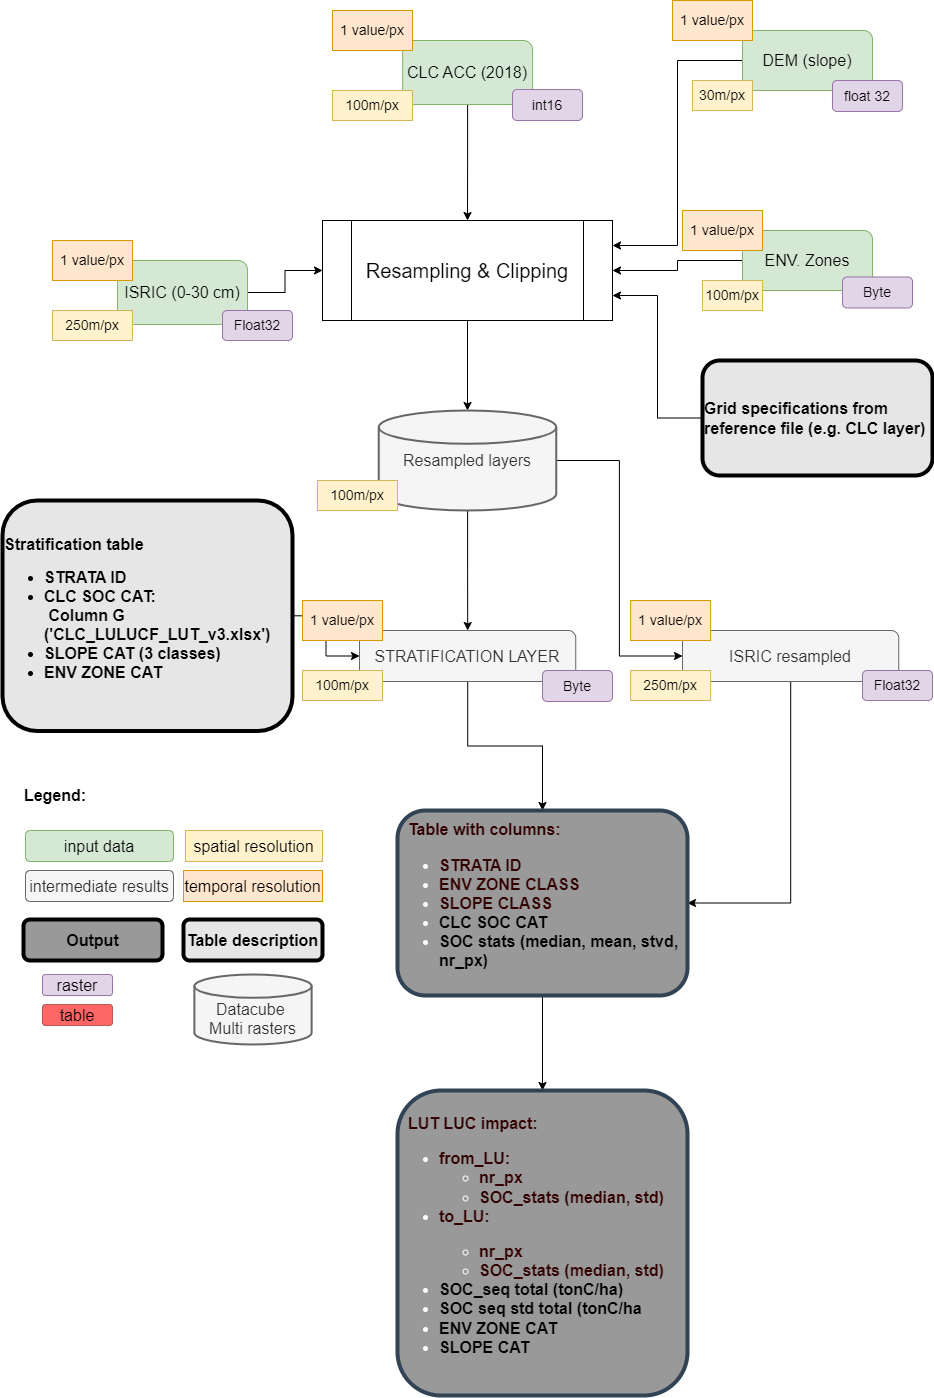 1 value/px
CLC ACC (2018)
100m/px
int16
1 value/px
DEM (slope)
30m/px
float 32
1 value/px
ENV. Zones
100m/px
Byte
1 value/px
ISRIC (0-30 cm)
250m/px
Float32
Resampling & Clipping
Grid specifications from
reference file (e.g. CLC layer)
Resampled layers
100m/px
Stratification table
STRATA ID
CLC SOC CAT:
Column G
('CLC_LULUCF_LUT_v3.xlsx')
SLOPE CAT (3 classes)
ENV ZONE CAT
1 value/px
STRATIFICATION LAYER
100m/px
Byte
1 value/px
ISRIC resampled
250m/px
Float32
Legend:
input data
spatial resolution
intermediate results
temporal resolution
Output
Table description
raster
table
Datacube
Multi rasters
Table with columns:
STRATA ID
ENV ZONE CLASS
SLOPE CLASS
CLC SOC CAT
SOC stats (median, mean, stvd,
nr_px)
LUT LUC impact:
from_LU:
nr_px
SOC_stats (median, std)
to_LU:
nr_px
SOC_stats (median, std)
SOC_seq total (tonC/ha)
SOC seq std total (tonC/ha
ENV ZONE CAT
SLOPE CAT